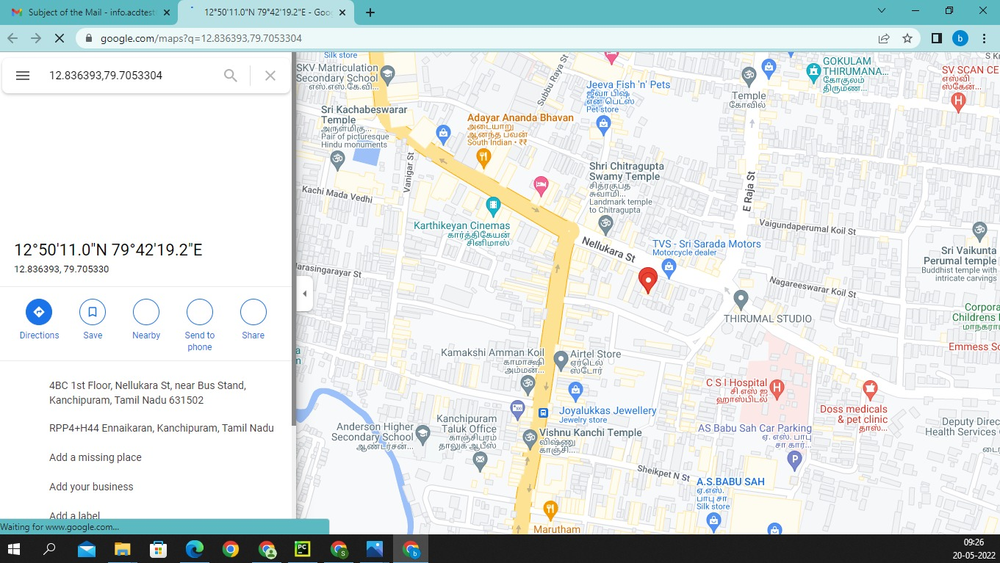 Subject of the Mail - info.acdtest
12°50'11.0"N 79°42'19.2"E - Goo
google.com/maps?q=12.836393,79.7053304
b
12.836393,79.7053304
12°50'11.0"N 79°42'19.2"E
12.836393, 79.705330
Directions
Save
Nearby
Send to
phone
Share
4BC 1st Floor, Nellukara St, near Bus Stand,
Kanchipuram, Tamil Nadu 631502
RPP4+H44 Ennaikaran, Kanchipuram, Tamil Nadu
Add a missing place
Add your business
Add a label
Waiting for www.google.com...
Silk store
SKV Matriculation
Secondary School
எஸ்.எஸ்.கே.வி...
Sri Kachabeswarar
Temple
அருள்மிகு...
Pair of picturesque
Hindu monuments
Subbu Raya St
Adayar Ananda Bhavan
அடையாறு
ஆனந்த பவன்
South Indian • ₹₹
Jeeva Fish 'n' Pets
ஜீவா பிஷ்
என் பெட்ஸ்
Pet store
Temple
கோவில்
GOKULAM
THIRUMANA...
கோகுலம்
திருமண...
S K
SV SCAN CE
எஸ்வி
ஸ்கேன்...
H
Vanigar St
Kachi Mada Vedhi
Shri Chitragupta
Swamy Temple
சித்ரகுப்த
சுவாமி...
Landmark temple
to Chitragupta
E Raja St
Karthikeyan Cinemas
கார்த்திகேயன்
சினிமாஸ்
Nellukara St
TVS - Sri Sarada Motors
Motorcycle dealer
Vaigundaperumal Koil St
Sri Vaikunta
Perumal temple
Buddhist temple with
intricate carvings
arasingarayar St
Nagareeswarar Koil St
THIRUMAL STUDIO
Corpora
Childrens
மாநகரா
Emmess So
a
n
Kamakshi Amman Koil
காமாக்ஷி
அம்மன்...
Airtel Store
ஏர்டெல்
ஸ்டோர்
C S I Hospital
சி எஸ் ஐ
ஹாஸ்பிடல்
H
Doss medicals
& pet clinic
தாஸ்...
Joyalukkas Jewellery
Jewelry store
Kanchipuram
Taluk Office
காஞ்சிபுரம்
தாலுக் ஆபீஸ்
Anderson Higher
Secondary School
ஆண்டர்சன்...
Vishnu Kanchi Temple
விஷ்ணு
காஞ்சி...
AS Babu Sah Car Parking
ஏ. எஸ். பாபு
சா கார்...
P
Deputy Direc
Health Services
Sheikpet N St
A.S.BABU SAH
ஏ.எஸ்.
பாபு சா
Silk store
Marutham
PC
S
b
09:26
20-05-2022